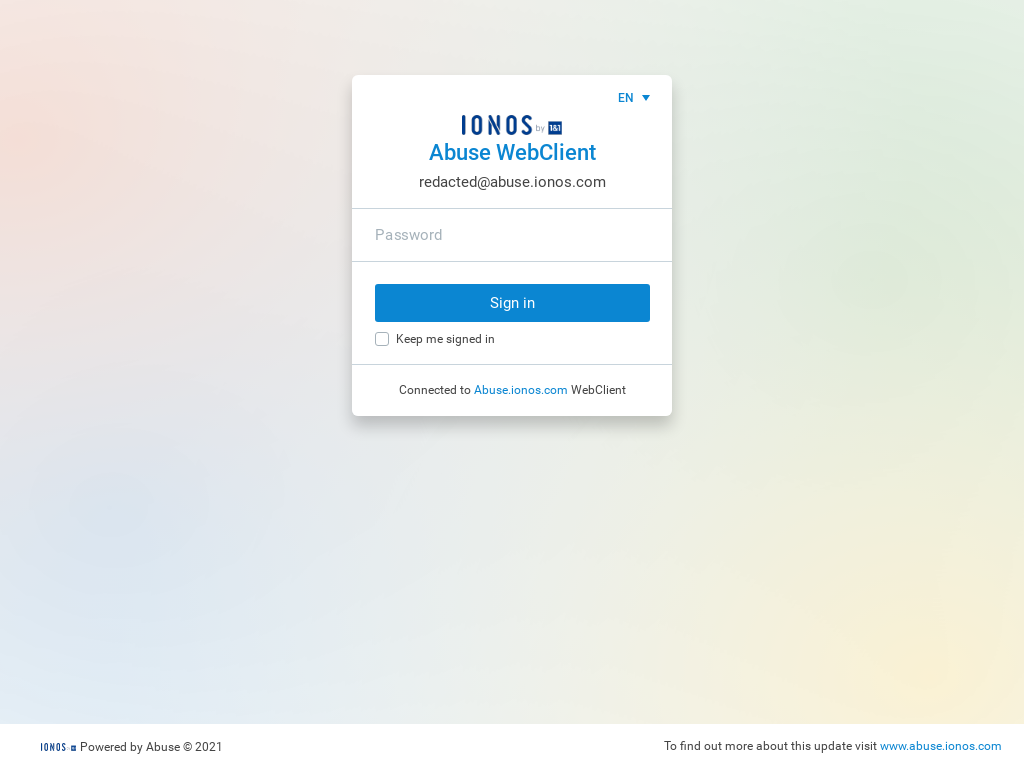 EN
IONOS by 1&1
Abuse WebClient
redacted@abuse.ionos.com
Password
Sign in
Keep me signed in
Connected to Abuse.ionos.com WebClient
IONOS Powered by Abuse © 2021
To find out more about this update visit www.abuse.ionos.com